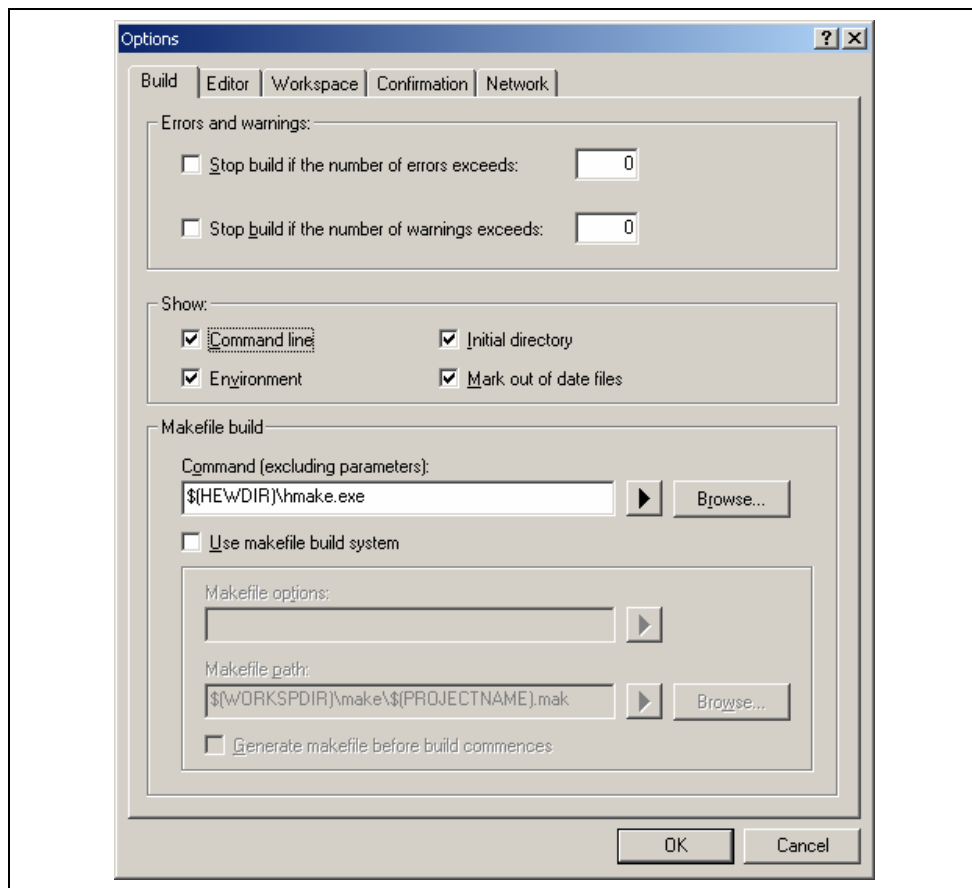 Options
Build Editor Workspace Confirmation Network
Errors and warnings:
Stop build if the number of errors exceeds: 0
Stop build if the number of warnings exceeds: 0
Show:
Command line Initial directory
Environment Mark out of date files
Makefile build
Command (excluding parameters):
$(HEWDIR)\hmake.exe Browse...
Use makefile build system
Makefile options:
Makefile path:
$(WORKSPDIR)\make\$(PROJECTNAME).mak Browse...
Generate makefile before build commences
OK Cancel